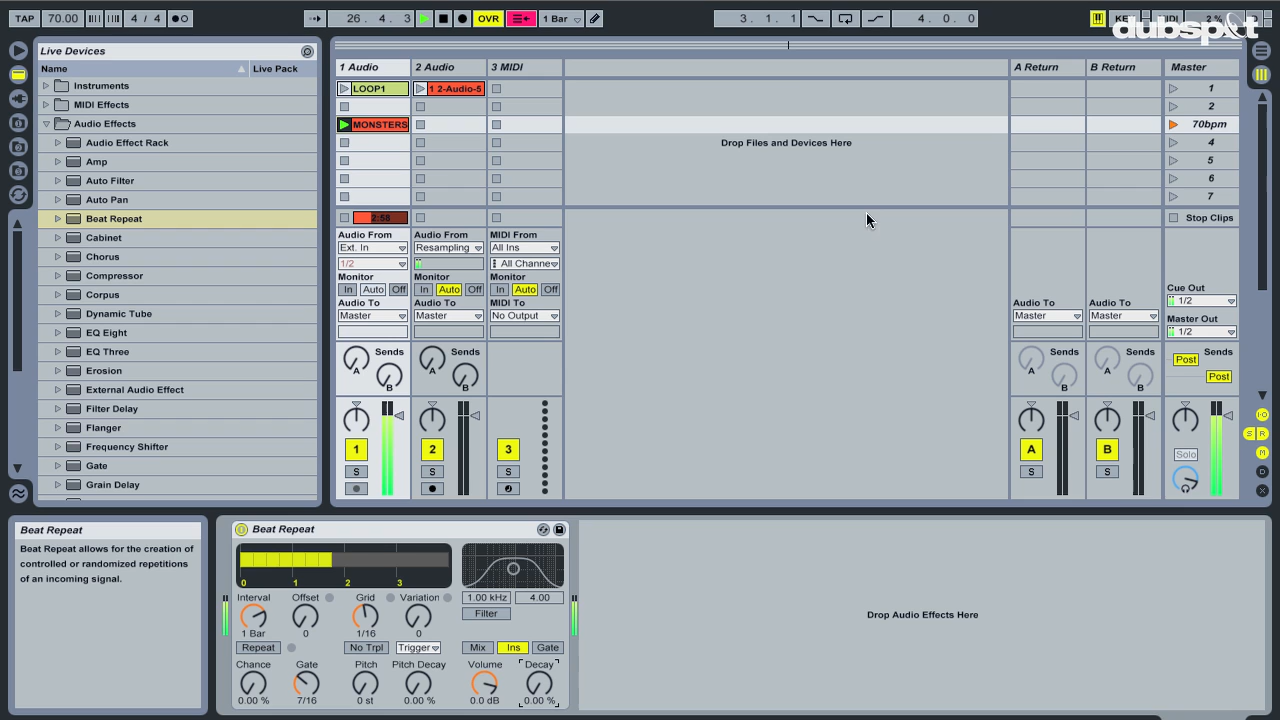 TAP 70.00 4 / 4 26. 4. 3 OVR 1 Bar 3. 1. 1 4. 0. 0 2 %
dubspot
Live Devices
Name Live Pack
Instruments
MIDI Effects
Audio Effects
Audio Effect Rack
Amp
Auto Filter
Auto Pan
Beat Repeat
Cabinet
Chorus
Compressor
Corpus
Dynamic Tube
EQ Eight
EQ Three
Erosion
External Audio Effect
Filter Delay
Flanger
Frequency Shifter
Gate
Grain Delay
1 Audio 2 Audio 3 MIDI A Return B Return Master
LOOP1 1 2-Audio-5 1
2
MONSTERS 70bpm
Drop Files and Devices Here 4
5
6
7
2:58 Stop Clips
Audio From Audio From MIDI From
Ext. In Resampling All Ins
1/2 All Channe
Monitor Monitor Monitor
In Auto Off In Auto Off In Auto Off
Cue Out
1/2
Audio To Audio To MIDI To Audio To Audio To
Master Master No Output Master Master
Master Out
1/2
Sends Sends Sends Sends Sends
A A A A Post
B B B B Post
1 2 3 A B
Solo
S S S S S
Beat Repeat
Beat Repeat allows for the creation of
controlled or randomized repetitions
of an incoming signal.
Beat Repeat
0 1 2 3
Interval Offset Grid Variation 1.00 kHz 4.00
Filter
1 Bar 0 1/16 0
Repeat No Trpl Trigger Mix Ins Gate
Chance Gate Pitch Pitch Decay Volume Decay
0.00 % 7/16 0 st 0.00 % 0.0 dB 0.00 %
Drop Audio Effects Here